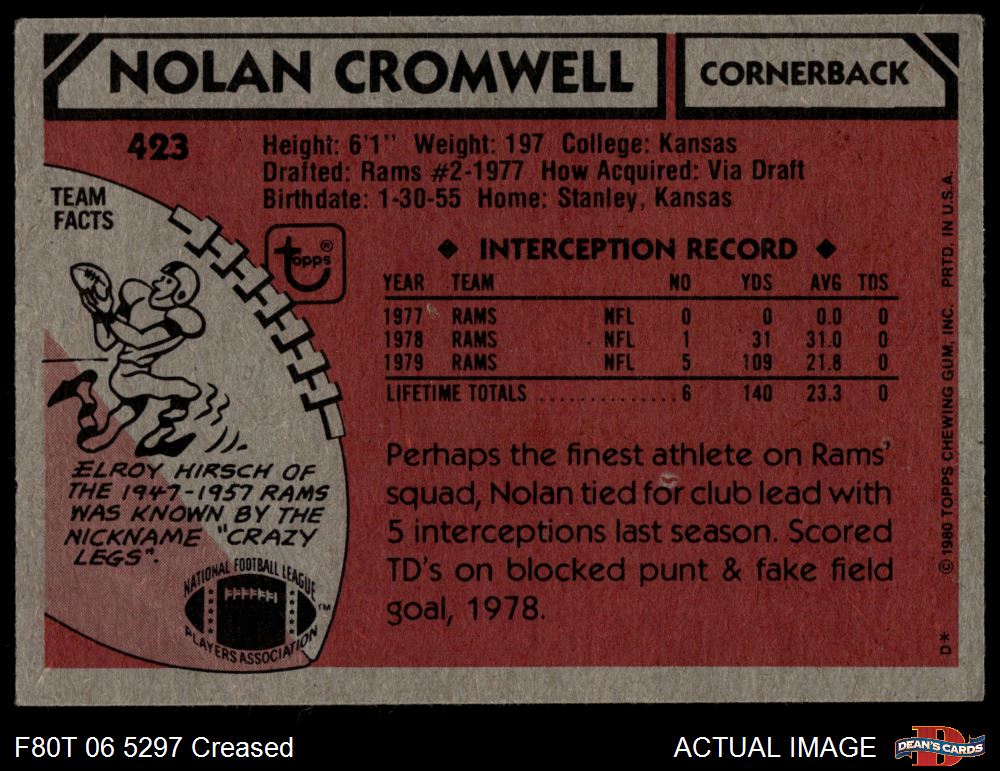 NOLAN CROMWELL
CORNERBACK
423
Height: 6'1" Weight: 197 College: Kansas
Drafted: Rams #2-1977 How Acquired: Via Draft
Birthdate: 1-30-55 Home: Stanley, Kansas
TEAM
FACTS
topps®
◆ INTERCEPTION RECORD ◆
YEAR TEAM NO YDS AVG TDS
1977 RAMS NFL 0 0 0.0 0
1978 RAMS NFL 1 31 31.0 0
1979 RAMS NFL 5 109 21.8 0
LIFETIME TOTALS .............. 6 140 23.3 0
Perhaps the finest athlete on Rams'
squad, Nolan tied for club lead with
5 interceptions last season. Scored
TD's on blocked punt & fake field
goal, 1978.
ELROY HIRSCH OF
THE 1947-1957 RAMS
WAS KNOWN BY THE
NICKNAME "CRAZY
LEGS".
NATIONAL FOOTBALL LEAGUE
PLAYERS ASSOCIATION
™
D* © 1980 TOPPS CHEWING GUM, INC. PRTD. IN U.S.A.
F80T 06 5297 Creased
ACTUAL IMAGE
D
DEAN'S CARDS